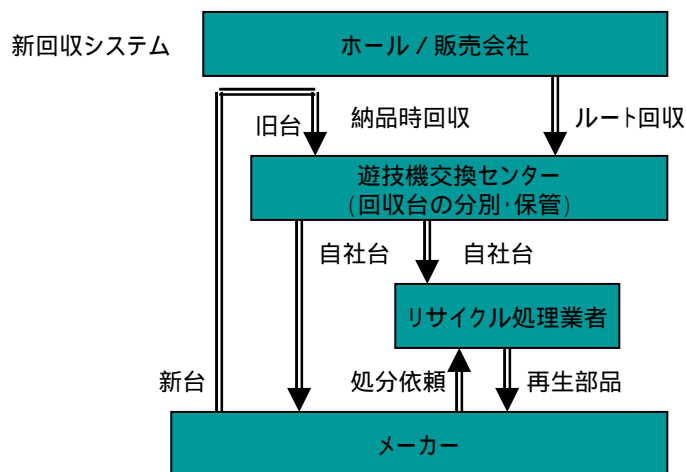 新回収システム
ホール / 販売会社
旧台
納品時回収
ルート回収
遊技機交換センター
(回収台の分別・保管)
自社台
自社台
リサイクル処理業者
新台
処分依頼
再生部品
メーカー